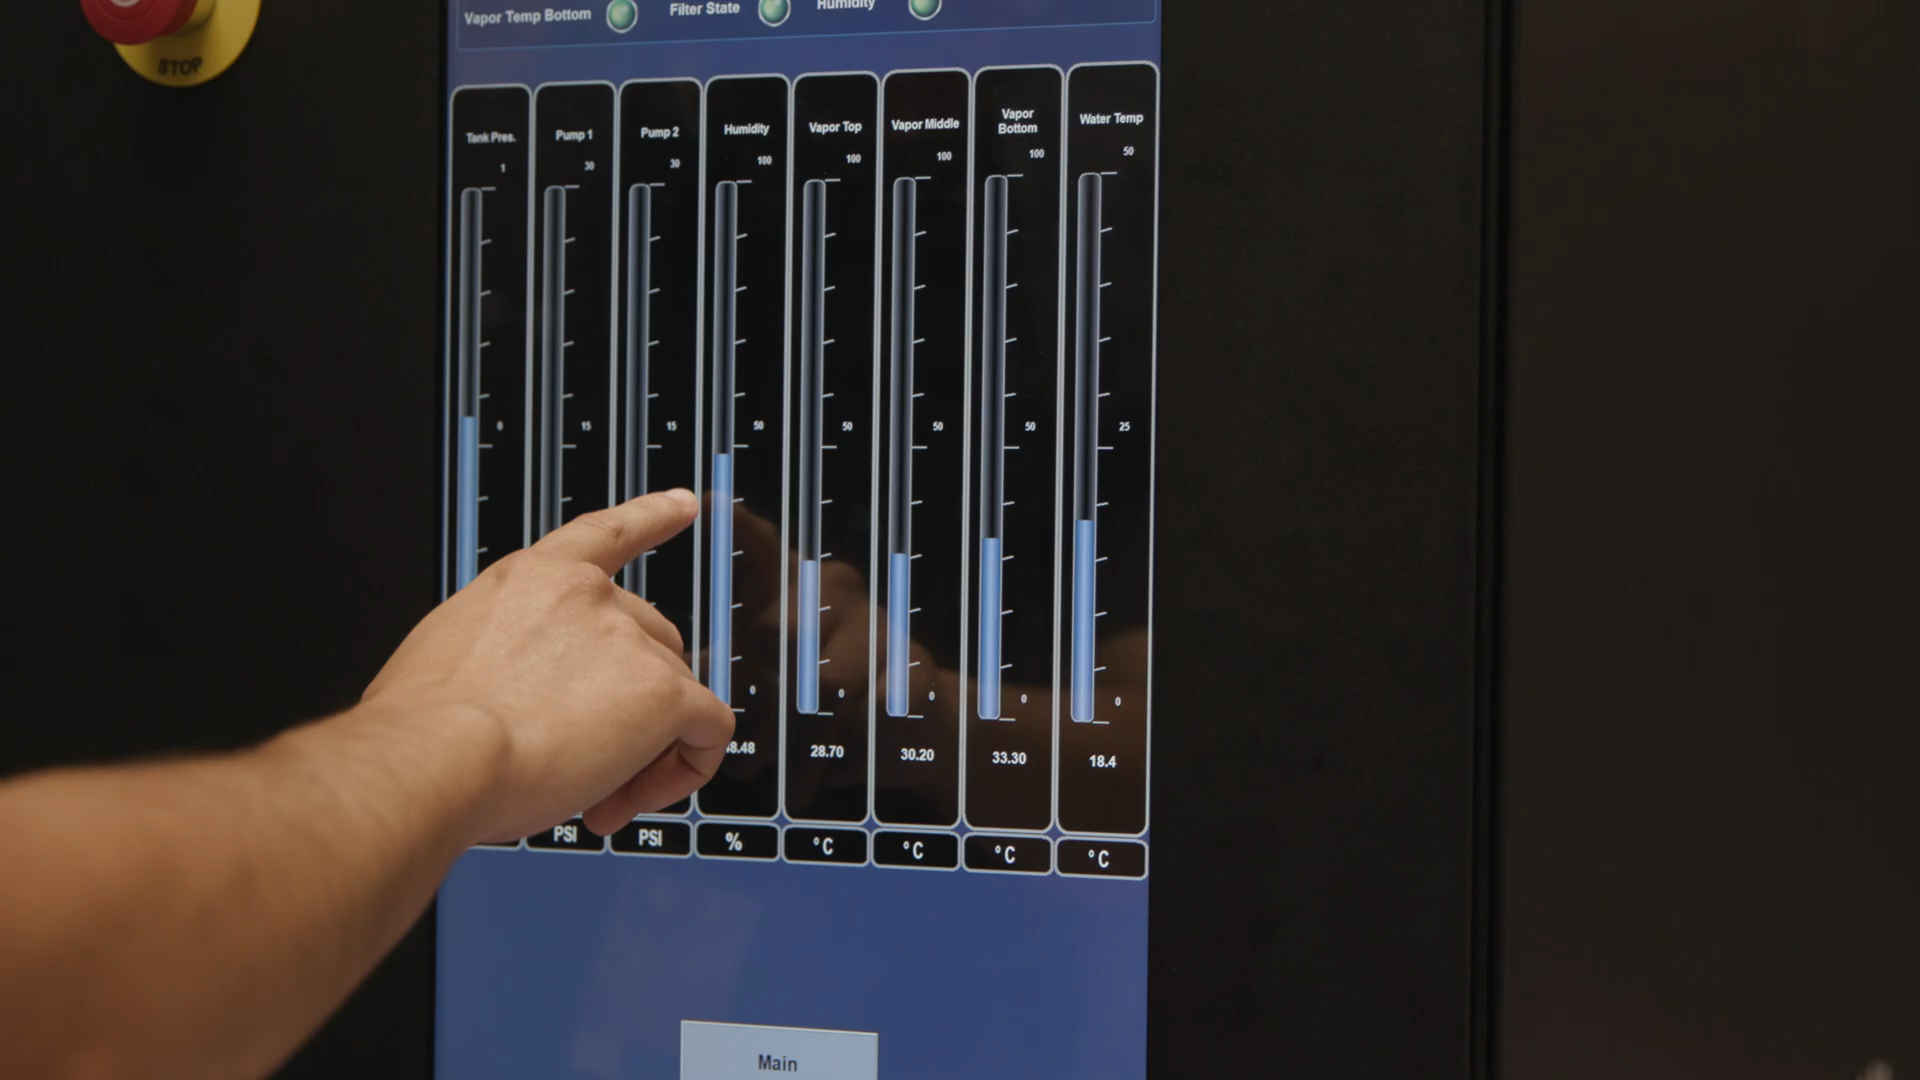 STOP
Vapor Temp Bottom
Filter State
Humidity
Tank Pres.
Pump 1
Pump 2
Humidity
Vapor Top
Vapor Middle
Vapor
Bottom
Water Temp
1
30
30
100
100
100
100
50
0
15
15
50
50
50
50
25
0
0
0
0
0
8.48
28.70
30.20
33.30
18.4
PSI
PSI
%
°C
°C
°C
°C
Main